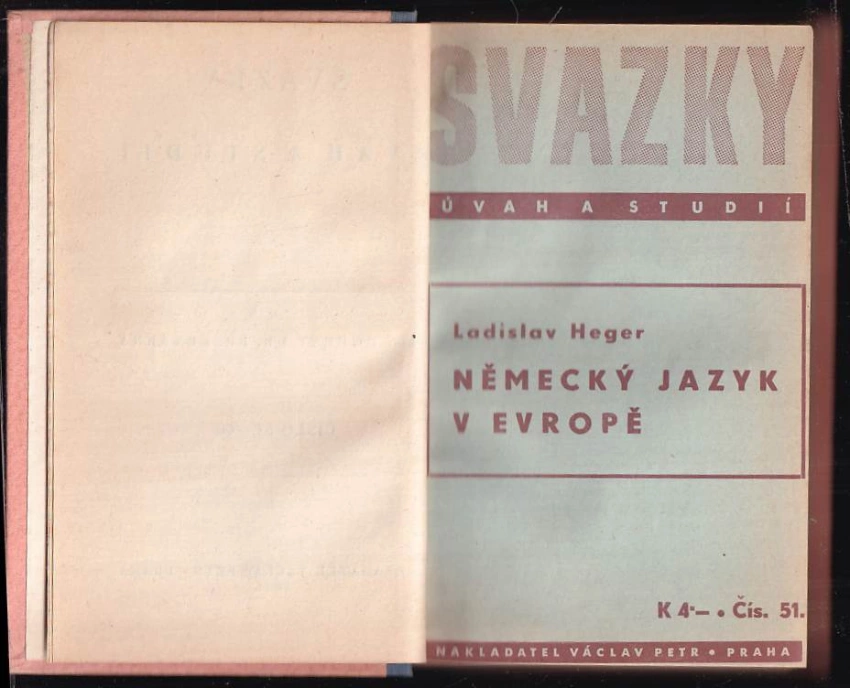 SVAZKY
ÚVAH A STUDIÍ
Ladislav Heger
NĚMECKÝ JAZYK
V EVROPĚ
K 4·— • Čís. 51.
NAKLADATEL VÁCLAV PETR • PRAHA